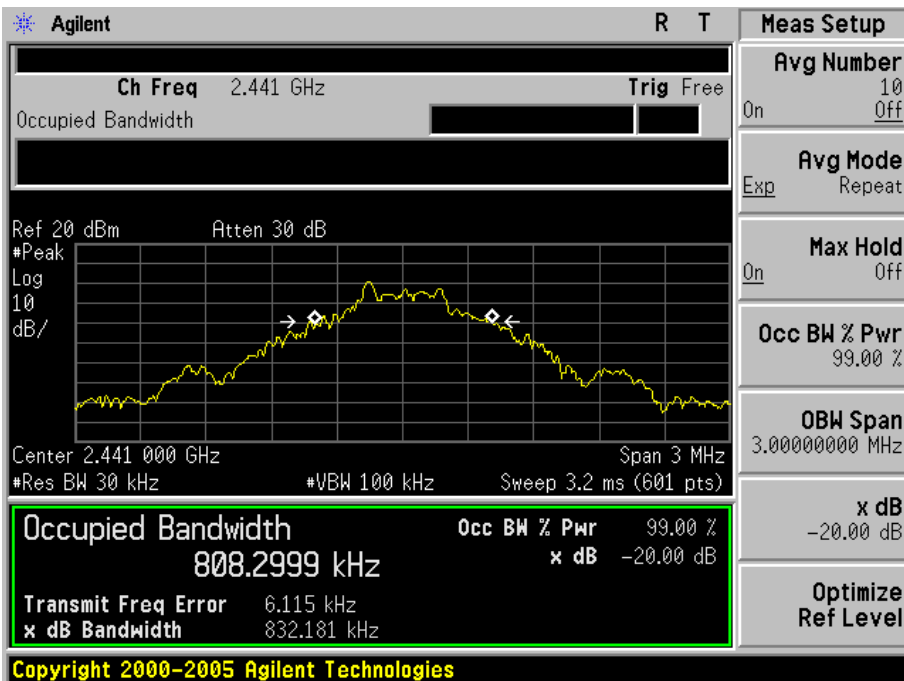 Agilent R T
Ch Freq 2.441 GHz Trig Free
Occupied Bandwidth
Ref 20 dBm Atten 30 dB
#Peak
Log
10
dB/
Center 2.441 000 GHz Span 3 MHz
#Res BW 30 kHz #VBW 100 kHz Sweep 3.2 ms (601 pts)
Occupied Bandwidth Occ BW % Pwr 99.00 %
808.2999 kHz x dB -20.00 dB
Transmit Freq Error 6.115 kHz
x dB Bandwidth 832.181 kHz
Copyright 2000-2005 Agilent Technologies
Meas Setup
Avg Number
10
On Off
Avg Mode
Exp Repeat
Max Hold
On Off
Occ BW % Pwr
99.00 %
OBW Span
3.00000000 MHz
x dB
-20.00 dB
Optimize
Ref Level